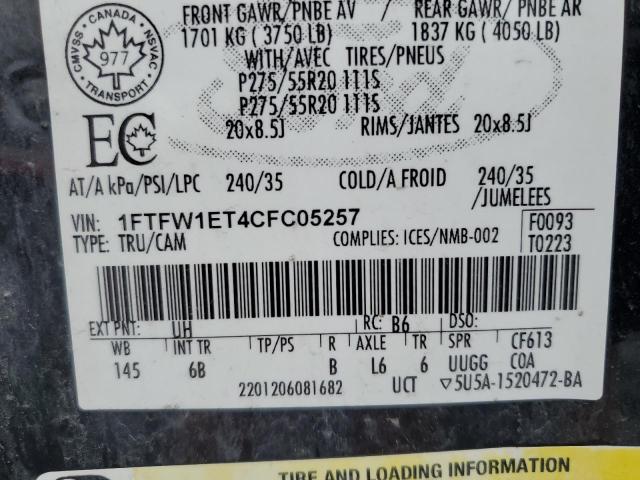 CANADA
CMVSS 977 NSVAC
TRANSPORT
FRONT GAWR/PNBE AV / REAR GAWR/ PNBE AR
1701 KG ( 3750 LB) 1837 KG ( 4050 LB)
WITH/AVEC TIRES/PNEUS
P275/55R20 111S
P275/55R20 111S
20x8.5J RIMS/JANTES 20x8.5J
EC
AT/A kPa/PSI/LPC 240/35 COLD/A FROID 240/35
/JUMELEES
VIN: 1FTFW1ET4CFC05257 F0093
TYPE: TRU/CAM COMPLIES: ICES/NMB-002 T0223
EXT PNT: UH RC: B6 DSO:
WB INT TR TP/PS R AXLE TR SPR CF613
145 6B B L6 6 UUGG COA
2201206081682 UCT ▽5U5A-1520472-BA
TIRE AND LOADING INFORMATION